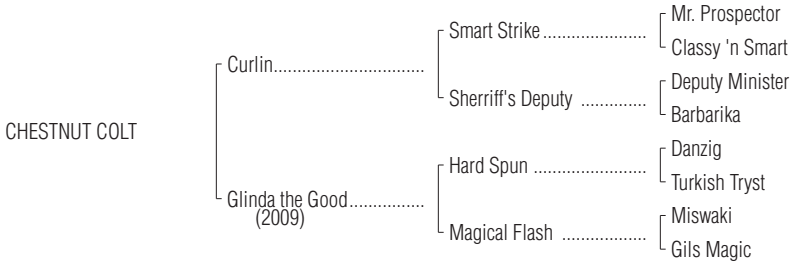 Mr. Prospector
Smart Strike.....................
Classy 'n Smart
Curlin..............................
Deputy Minister
Sherriff's Deputy .............
Barbarika
CHESTNUT COLT
Danzig
Hard Spun ......................
Turkish Tryst
Glinda the Good...............
(2009)
Miswaki
Magical Flash .................
Gils Magic